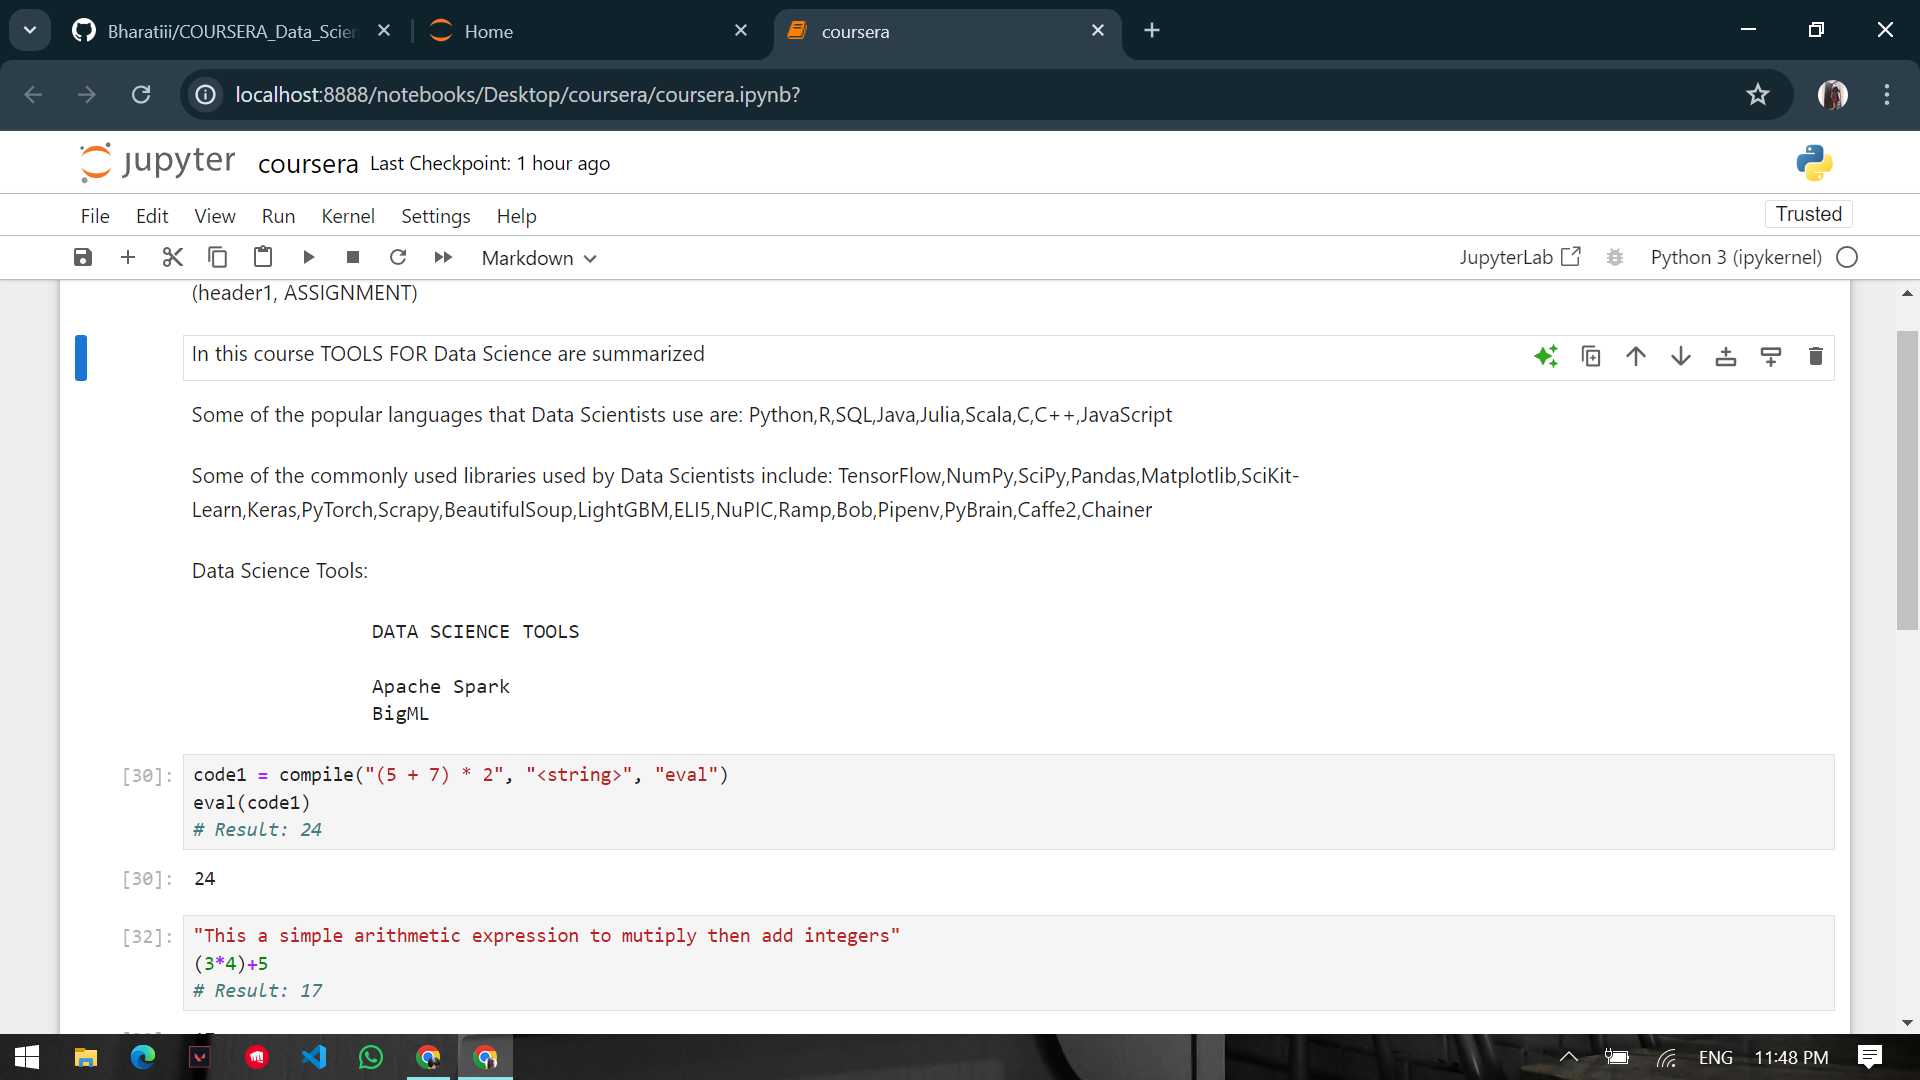 Bharatiii/COURSERA_Data_Scien
Home
coursera
localhost:8888/notebooks/Desktop/coursera/coursera.ipynb?
jupyter coursera Last Checkpoint: 1 hour ago
File Edit View Run Kernel Settings Help
Trusted
Markdown
JupyterLab
Python 3 (ipykernel)
(header1, ASSIGNMENT)
In this course TOOLS FOR Data Science are summarized
Some of the popular languages that Data Scientists use are: Python,R,SQL,Java,Julia,Scala,C,C++,JavaScript
Some of the commonly used libraries used by Data Scientists include: TensorFlow,NumPy,SciPy,Pandas,Matplotlib,SciKit-
Learn,Keras,PyTorch,Scrapy,BeautifulSoup,LightGBM,ELI5,NuPIC,Ramp,Bob,Pipenv,PyBrain,Caffe2,Chainer
Data Science Tools:
DATA SCIENCE TOOLS
Apache Spark
BigML
[30]: code1 = compile("(5 + 7) * 2", "<string>", "eval")
eval(code1)
# Result: 24
[30]: 24
[32]: "This a simple arithmetic expression to mutiply then add integers"
(3*4)+5
# Result: 17
ENG 11:48 PM